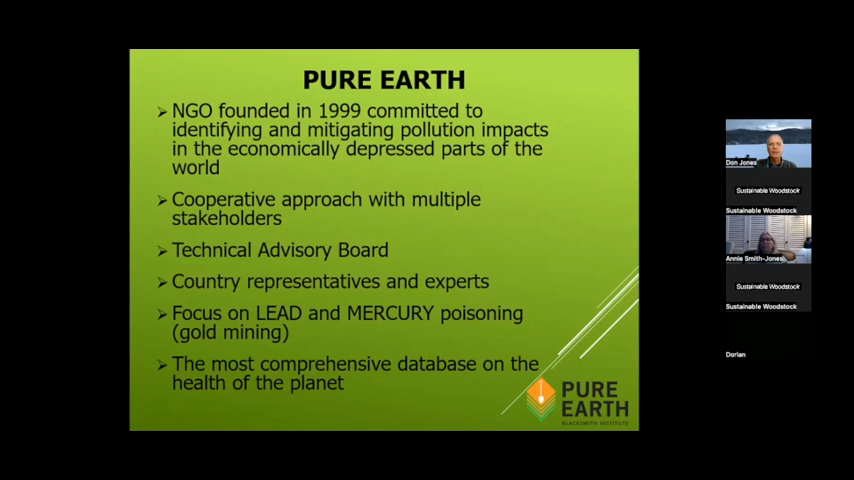 PURE EARTH
➢ NGO founded in 1999 committed to
identifying and mitigating pollution impacts
in the economically depressed parts of the
world
➢ Cooperative approach with multiple
stakeholders
➢ Technical Advisory Board
➢ Country representatives and experts
➢ Focus on LEAD and MERCURY poisoning
(gold mining)
➢ The most comprehensive database on the
health of the planet
PURE
EARTH
BLACKSMITH INSTITUTE
Don Jones
Sustainable Woodstock
Sustainable Woodstock
Annie Smith-Jones
Sustainable Woodstock
Sustainable Woodstock
Dorian